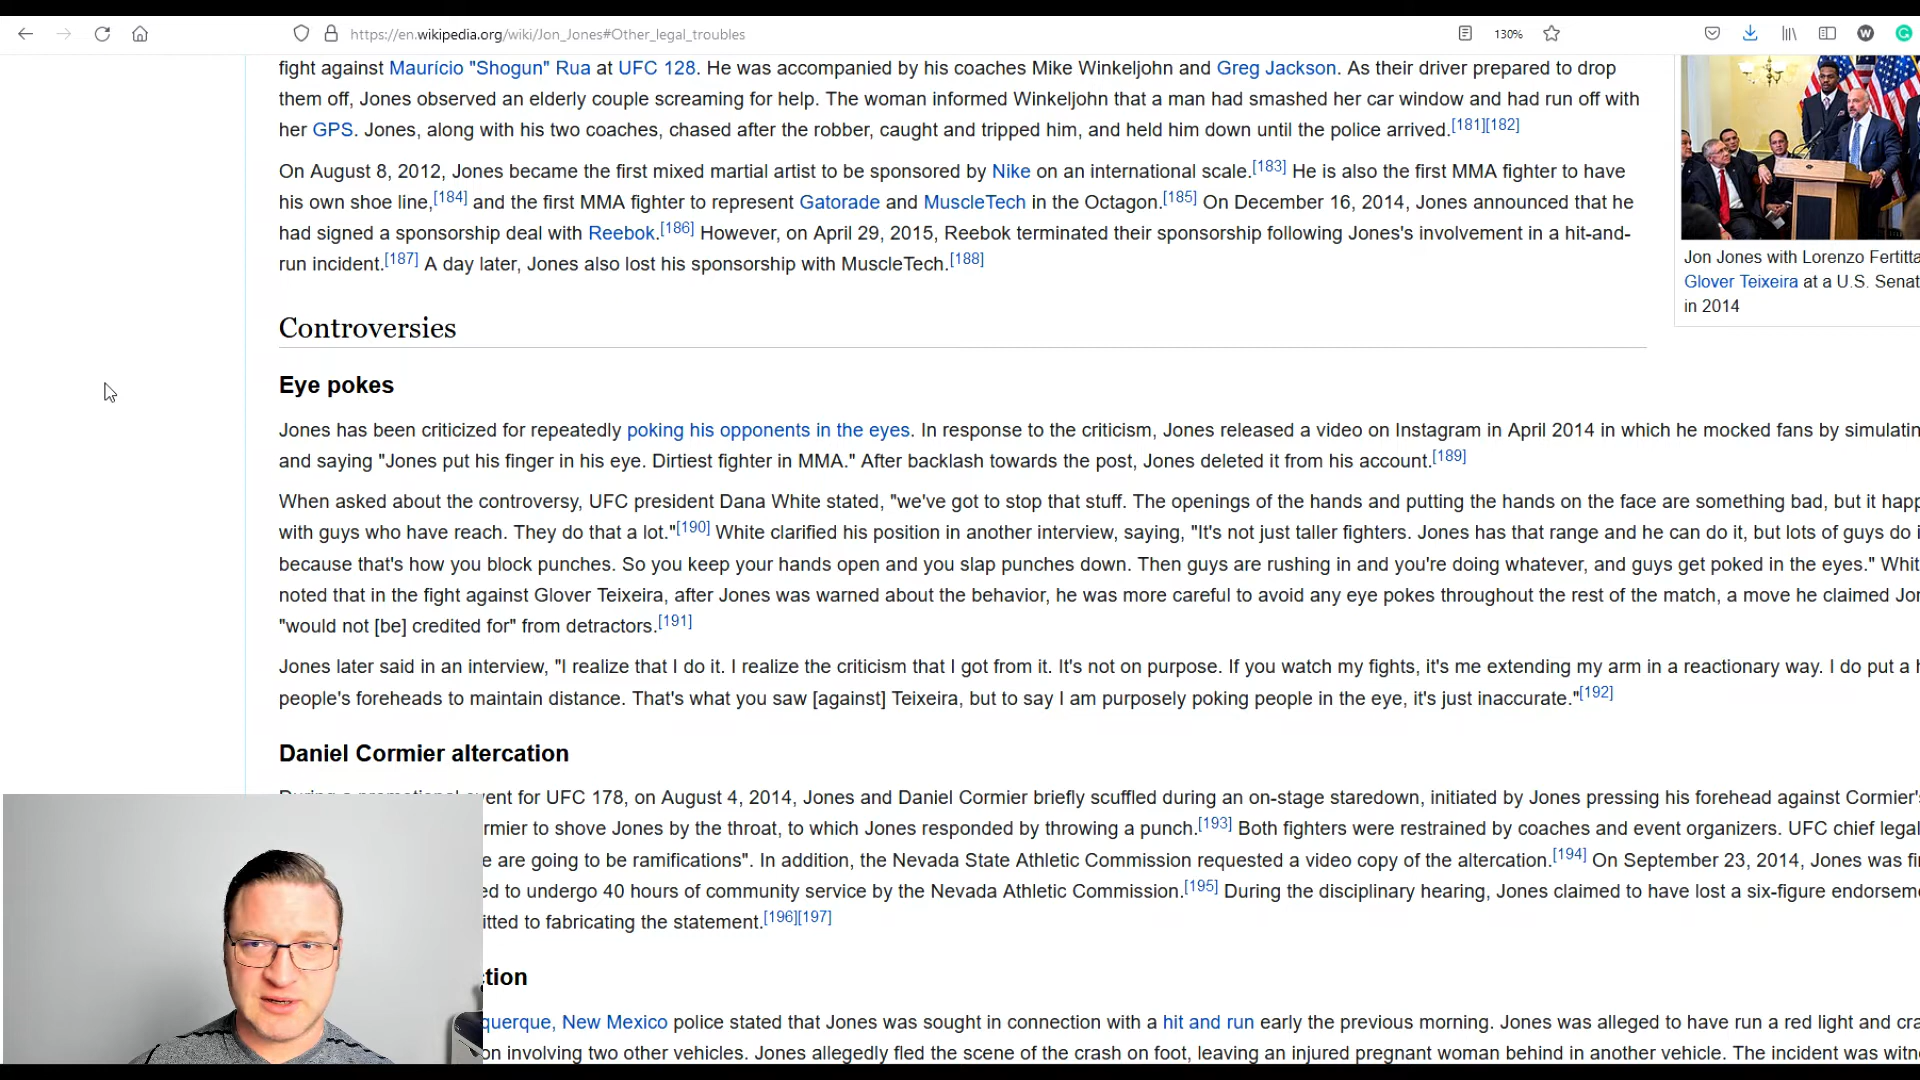 https://en.wikipedia.org/wiki/Jon_Jones#Other_legal_troubles
130%
W
fight against Maurício "Shogun" Rua at UFC 128. He was accompanied by his coaches Mike Winkeljohn and Greg Jackson. As their driver prepared to drop
them off, Jones observed an elderly couple screaming for help. The woman informed Winkeljohn that a man had smashed her car window and had run off with
her GPS. Jones, along with his two coaches, chased after the robber, caught and tripped him, and held him down until the police arrived.[181][182]
On August 8, 2012, Jones became the first mixed martial artist to be sponsored by Nike on an international scale.[183] He is also the first MMA fighter to have
his own shoe line,[184] and the first MMA fighter to represent Gatorade and MuscleTech in the Octagon.[185] On December 16, 2014, Jones announced that he
had signed a sponsorship deal with Reebok.[186] However, on April 29, 2015, Reebok terminated their sponsorship following Jones's involvement in a hit-and-
run incident.[187] A day later, Jones also lost his sponsorship with MuscleTech.[188]
Jon Jones with Lorenzo Fertitta
Glover Teixeira at a U.S. Senat
in 2014
Controversies
Eye pokes
Jones has been criticized for repeatedly poking his opponents in the eyes. In response to the criticism, Jones released a video on Instagram in April 2014 in which he mocked fans by simulatin
and saying "Jones put his finger in his eye. Dirtiest fighter in MMA." After backlash towards the post, Jones deleted it from his account.[189]
When asked about the controversy, UFC president Dana White stated, "we've got to stop that stuff. The openings of the hands and putting the hands on the face are something bad, but it happ
with guys who have reach. They do that a lot."[190] White clarified his position in another interview, saying, "It's not just taller fighters. Jones has that range and he can do it, but lots of guys do i
because that's how you block punches. So you keep your hands open and you slap punches down. Then guys are rushing in and you're doing whatever, and guys get poked in the eyes." Whit
noted that in the fight against Glover Teixeira, after Jones was warned about the behavior, he was more careful to avoid any eye pokes throughout the rest of the match, a move he claimed Jon
"would not [be] credited for" from detractors.[191]
Jones later said in an interview, "I realize that I do it. I realize the criticism that I got from it. It's not on purpose. If you watch my fights, it's me extending my arm in a reactionary way. I do put a h
people's foreheads to maintain distance. That's what you saw [against] Teixeira, but to say I am purposely poking people in the eye, it's just inaccurate."[192]
Daniel Cormier altercation
During a promotional event for UFC 178, on August 4, 2014, Jones and Daniel Cormier briefly scuffled during an on-stage staredown, initiated by Jones pressing his forehead against Cormier's
rmier to shove Jones by the throat, to which Jones responded by throwing a punch.[193] Both fighters were restrained by coaches and event organizers. UFC chief legal
e are going to be ramifications". In addition, the Nevada State Athletic Commission requested a video copy of the altercation.[194] On September 23, 2014, Jones was fi
ed to undergo 40 hours of community service by the Nevada Athletic Commission.[195] During the disciplinary hearing, Jones claimed to have lost a six-figure endorseme
itted to fabricating the statement.[196][197]
ction
querque, New Mexico police stated that Jones was sought in connection with a hit and run early the previous morning. Jones was alleged to have run a red light and cra
on involving two other vehicles. Jones allegedly fled the scene of the crash on foot, leaving an injured pregnant woman behind in another vehicle. The incident was witn